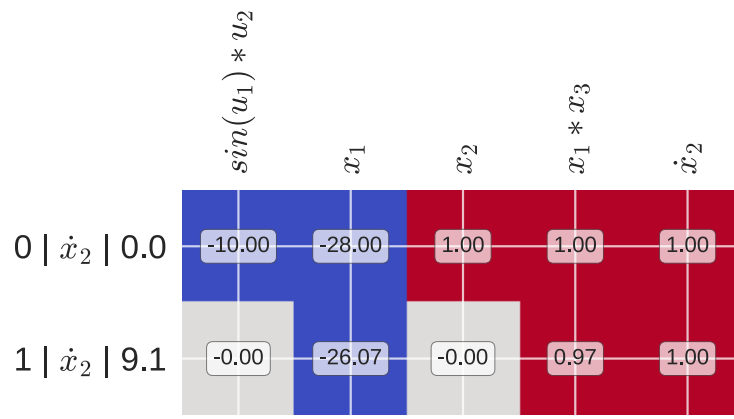 sin(u₁) * u₂ x₁ x₂ x₁ * x₃ ẋ₂
0 | ẋ₂ | 0.0 -10.00 -28.00 1.00 1.00 1.00
1 | ẋ₂ | 9.1 -0.00 -26.07 -0.00 0.97 1.00